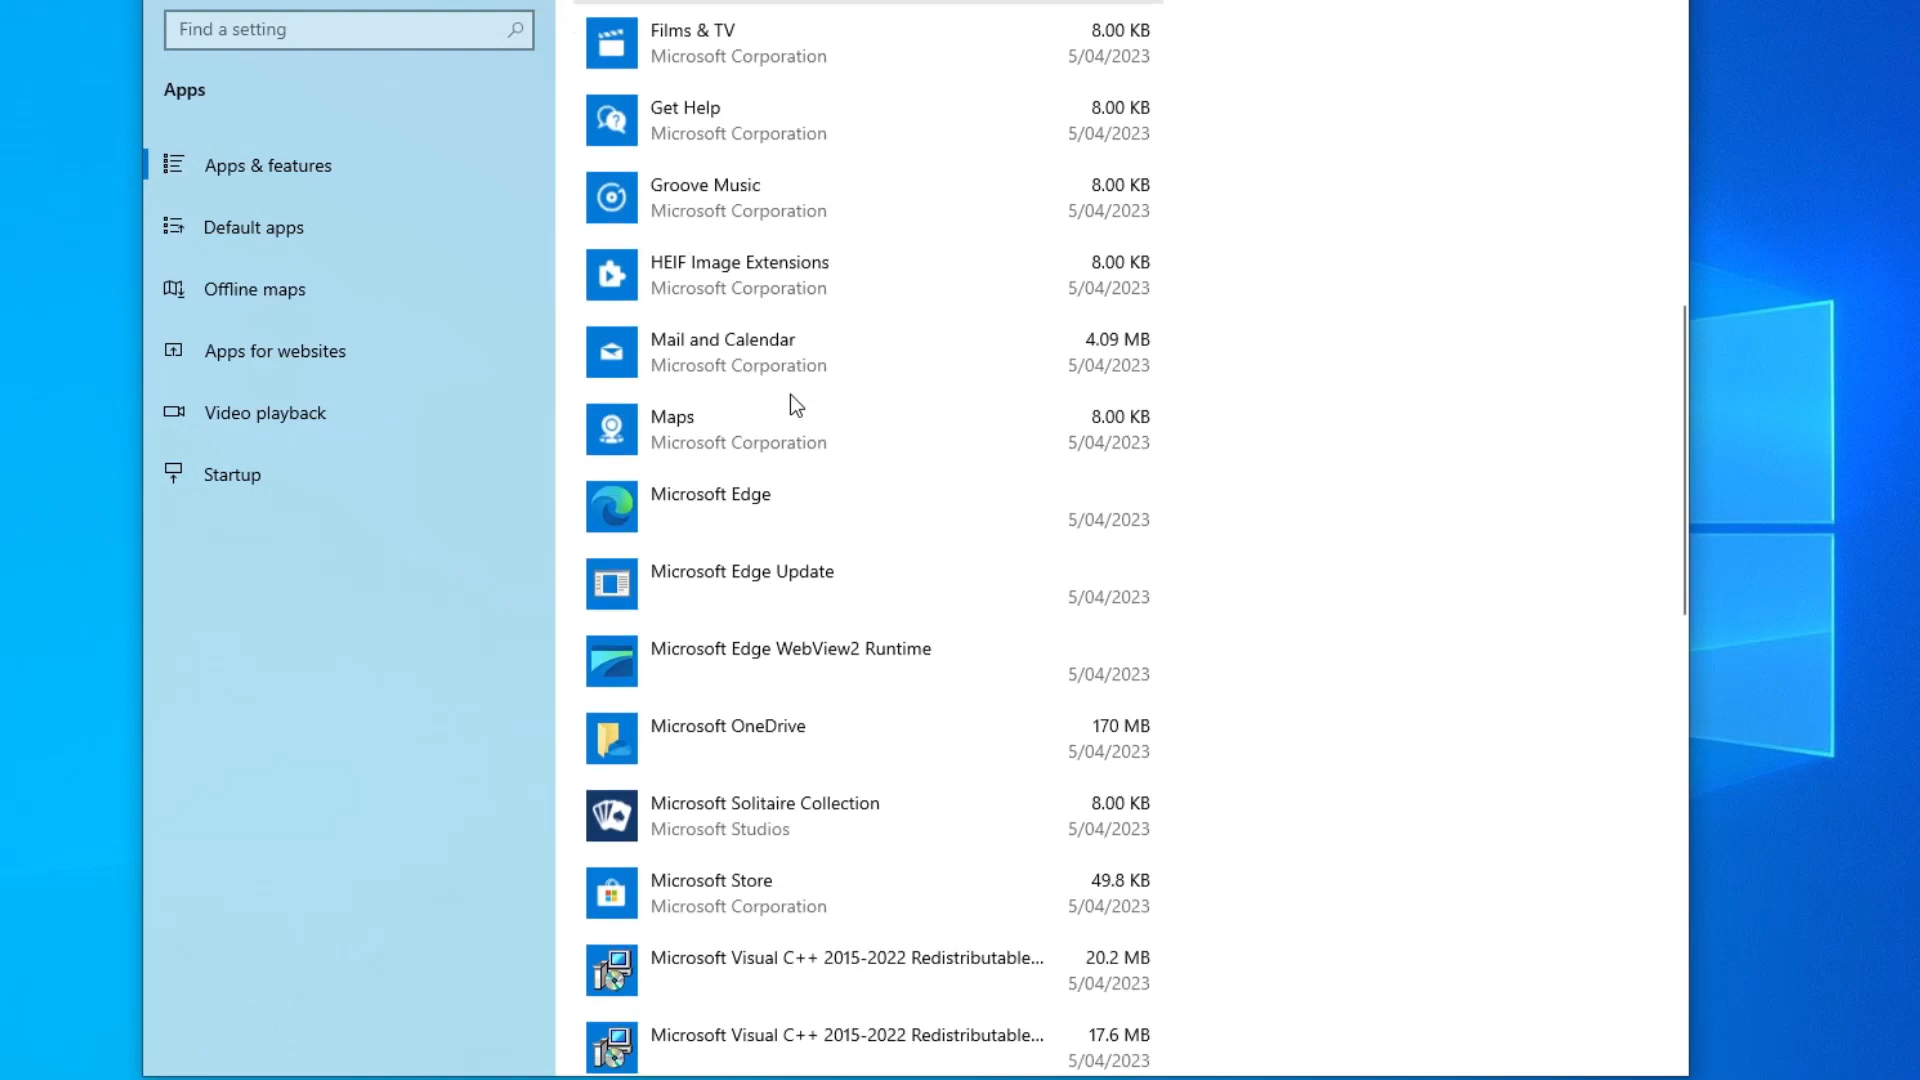 Find a setting
Apps
Apps & features
Default apps
Offline maps
Apps for websites
Video playback
Startup
Films & TV 8.00 KB
Microsoft Corporation 5/04/2023
Get Help 8.00 KB
Microsoft Corporation 5/04/2023
Groove Music 8.00 KB
Microsoft Corporation 5/04/2023
HEIF Image Extensions 8.00 KB
Microsoft Corporation 5/04/2023
Mail and Calendar 4.09 MB
Microsoft Corporation 5/04/2023
Maps 8.00 KB
Microsoft Corporation 5/04/2023
Microsoft Edge
5/04/2023
Microsoft Edge Update
5/04/2023
Microsoft Edge WebView2 Runtime
5/04/2023
Microsoft OneDrive 170 MB
5/04/2023
Microsoft Solitaire Collection 8.00 KB
Microsoft Studios 5/04/2023
Microsoft Store 49.8 KB
Microsoft Corporation 5/04/2023
Microsoft Visual C++ 2015-2022 Redistributable... 20.2 MB
5/04/2023
Microsoft Visual C++ 2015-2022 Redistributable... 17.6 MB
5/04/2023